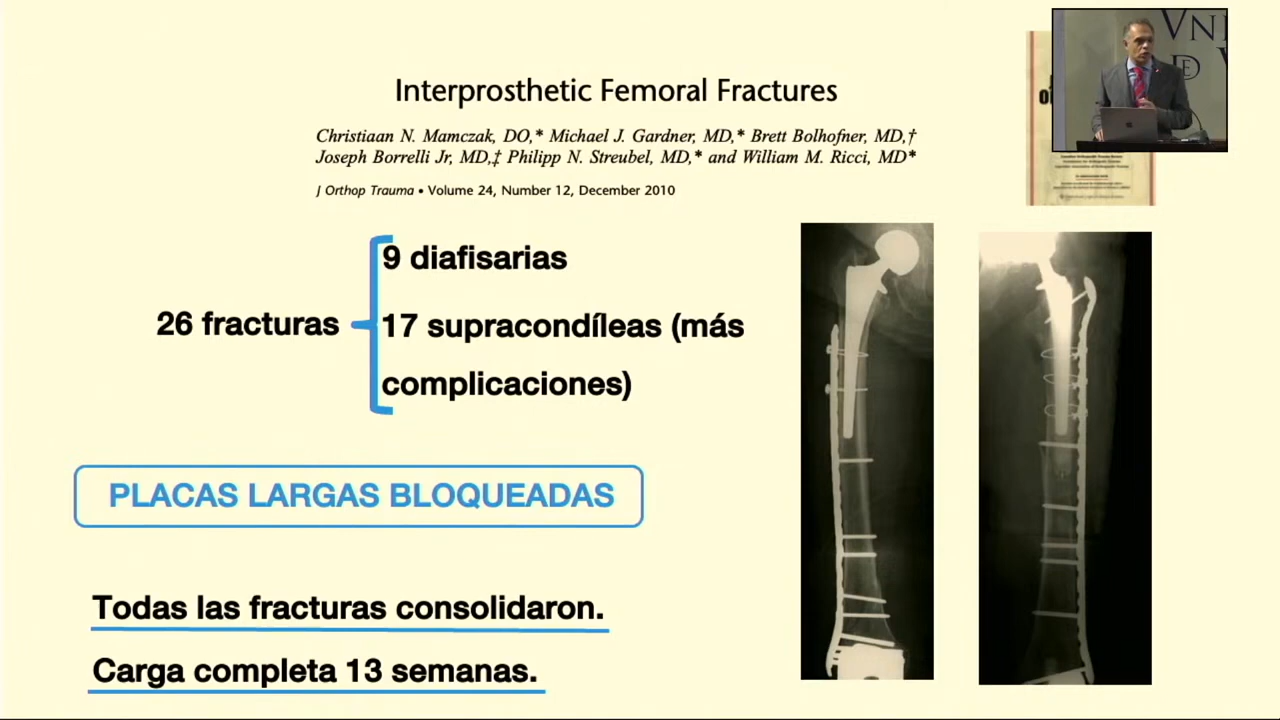 Interprosthetic Femoral Fractures
Christiaan N. Mamczak, DO,* Michael J. Gardner, MD,* Brett Bolhofner, MD,†
Joseph Borrelli Jr, MD,‡ Philipp N. Streubel, MD,* and William M. Ricci, MD*
J Orthop Trauma • Volume 24, Number 12, December 2010
VNI
DE V
9 diafisarias
26 fracturas
17 supracondíleas (más
complicaciones)
PLACAS LARGAS BLOQUEADAS
Todas las fracturas consolidaron.
Carga completa 13 semanas.